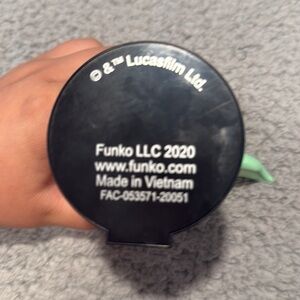 © & ™ Lucasfilm Ltd.
Funko LLC 2020
www.funko.com
Made in Vietnam
FAC-053571-20051